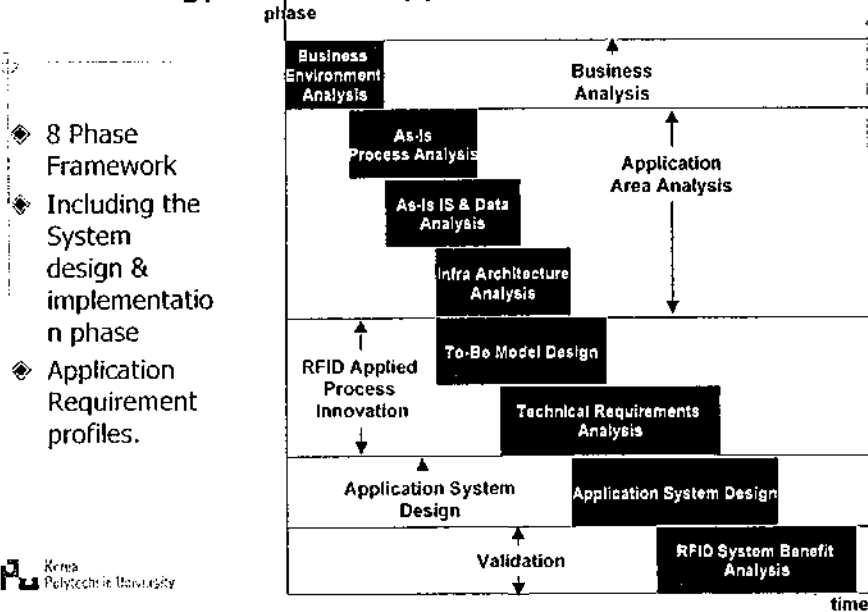 phase
Business
Environment
Analysis
Business
Analysis
8 Phase
Framework
Including the
System
design &
implementatio
n phase
Application
Requirement
profiles.
As-Is
Process Analysis
Application
Area Analysis
As-Is IS & Data
Analysis
Infra Architecture
Analysis
RFID Applied
Process
Innovation
To-Be Model Design
Technical Requirements
Analysis
Application System
Design
Application System Design
Validation
RFID System Benefit
Analysis
time
Korea
Polytechnic University